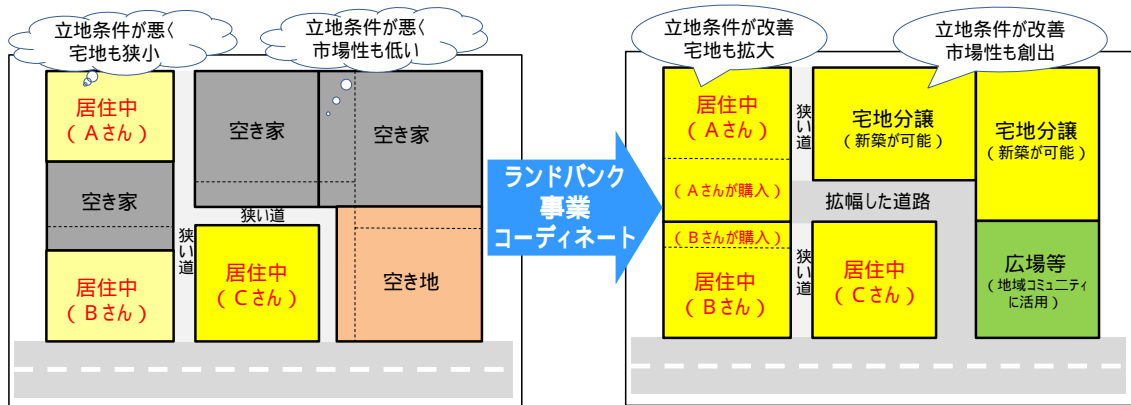 立地条件が悪く
宅地も狭小
立地条件が悪く
市場性も低い
居住中
（Aさん）
空き家
空き家
空き家
狭い道
狭い道
居住中
（Bさん）
居住中
（Cさん）
空き地
ランドバンク
事業
コーディネート
立地条件が改善
宅地も拡大
立地条件が改善
市場性も創出
居住中
（Aさん）
（Aさんが購入）
狭い道
宅地分譲
（新築が可能）
宅地分譲
（新築が可能）
拡幅した道路
（Bさんが購入）
居住中
（Bさん）
狭い道
居住中
（Cさん）
広場等
（地域コミュニティ
に活用）